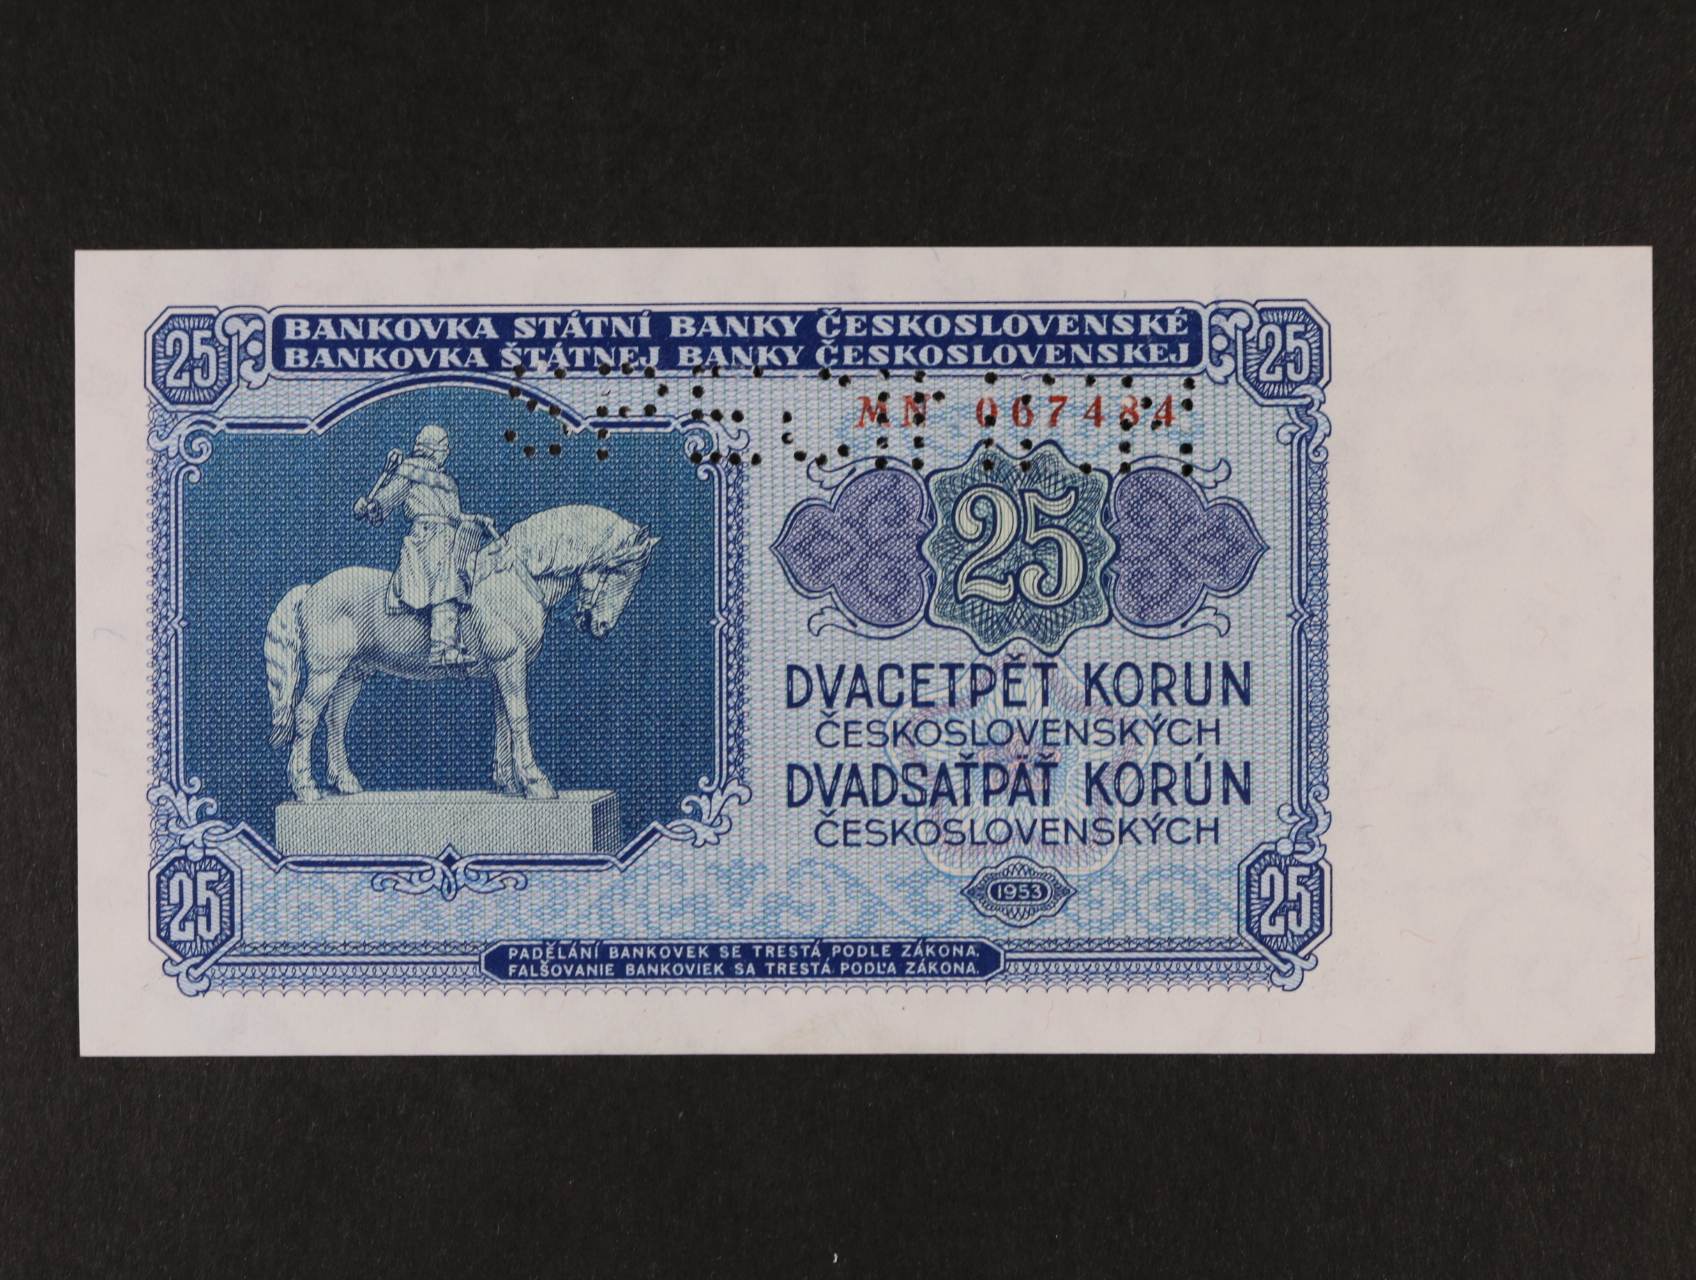 25 BANKOVKA STÁTNÍ BANKY ČESKOSLOVENSKÉ 25
BANKOVKA ŠTÁTNEJ BANKY ČESKOSLOVENSKEJ
SPECIMEN
MN 067484
25
DVACETPĚT KORUN
ČESKOSLOVENSKÝCH
DVADSAŤPÄŤ KORÚN
ČESKOSLOVENSKÝCH
1953
25 25
PADĚLÁNÍ BANKOVEK SE TRESTÁ PODLE ZÁKONA.
FALŠOVANIE BANKOVIEK SA TRESTÁ PODĽA ZÁKONA.